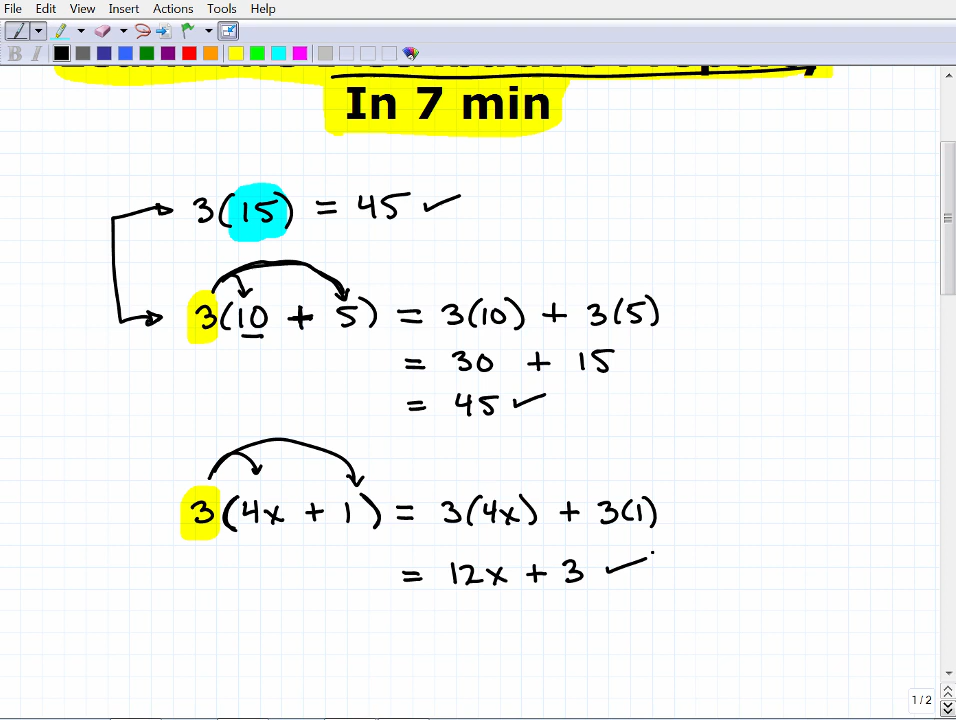 File Edit View Insert Actions Tools Help
B I
In 7 min
3(15) = 45 ✓
3(10 + 5) = 3(10) + 3(5)
= 30 + 15
= 45 ✓
3(4x + 1) = 3(4x) + 3(1)
= 12x + 3 ✓
1/2